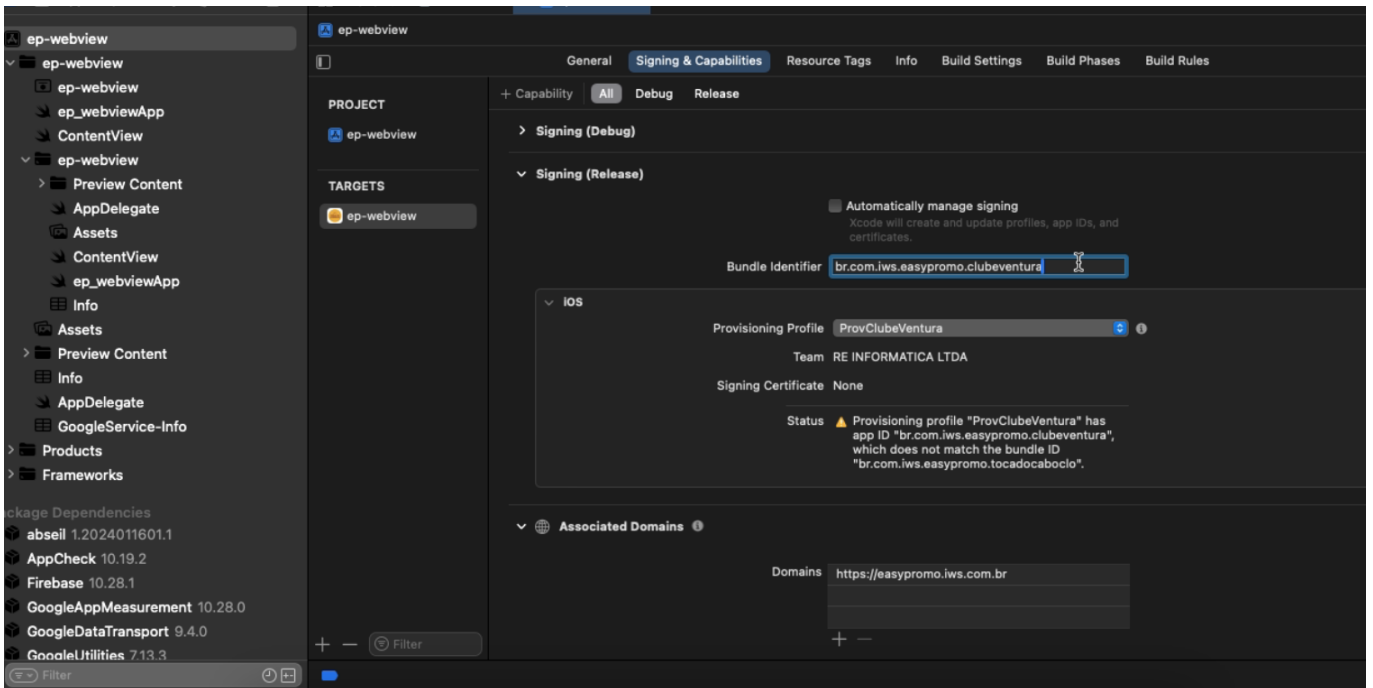 ep-webview
ep-webview
ep-webview
ep_webviewApp
ContentView
ep-webview
Preview Content
AppDelegate
Assets
ContentView
ep_webviewApp
Info
Assets
Preview Content
Info
AppDelegate
GoogleService-Info
Products
Frameworks
ckage Dependencies
abseil 1.2024011601.1
AppCheck 10.19.2
Firebase 10.28.1
GoogleAppMeasurement 10.28.0
GoogleDataTransport 9.4.0
GoogleUtilities 7.13.3
Filter
ep-webview
General Signing & Capabilities Resource Tags Info Build Settings Build Phases Build Rules
PROJECT
ep-webview
TARGETS
ep-webview
Filter
+ Capability All Debug Release
Signing (Debug)
Signing (Release)
Automatically manage signing
Xcode will create and update profiles, app IDs, and
certificates.
Bundle Identifier br.com.iws.easypromo.clubeventura
iOS
Provisioning Profile ProvClubeVentura
Team RE INFORMATICA LTDA
Signing Certificate None
Status Provisioning profile "ProvClubeVentura" has
app ID "br.com.iws.easypromo.clubeventura",
which does not match the bundle ID
"br.com.iws.easypromo.tocadocaboclo".
Associated Domains
Domains https://easypromo.iws.com.br